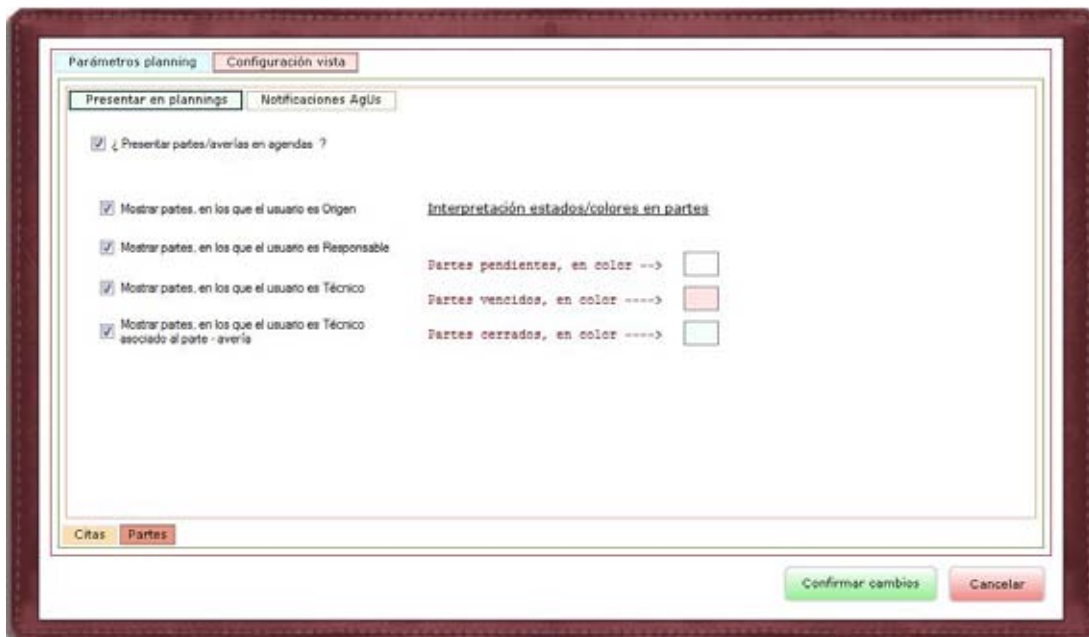 Parámetros planning
Configuración vista
Presentar en plannings
Notificaciones AgUs
¿ Presentar partes/averías en agendas ?
Mostrar partes, en los que el usuario es Origen
Interpretación estados/colores en partes
Mostrar partes, en los que el usuario es Responsable
Partes pendientes, en color -->
Mostrar partes, en los que el usuario es Técnico
Partes vencidos, en color ---->
Mostrar partes, en los que el usuario es Técnico
asociado al parte - avería
Partes cerrados, en color ---->
Citas
Partes
Confirmar cambios
Cancelar